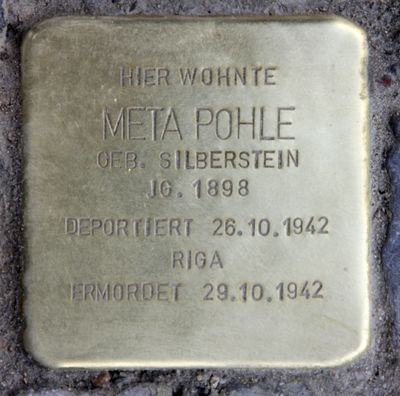 HIER WOHNTE
META POHLE
GEB. SILBERSTEIN
JG. 1898
DEPORTIERT 26.10.1942
RIGA
ERMORDET 29.10.1942